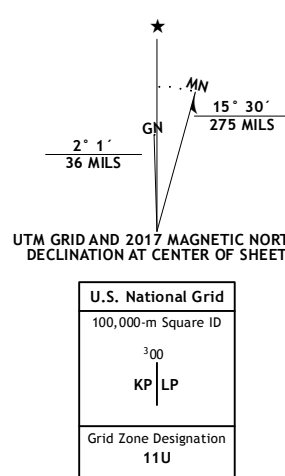 ★
MN
GN
15° 30´
275 MILS
2° 1´
36 MILS
UTM GRID AND 2017 MAGNETIC NORT
DECLINATION AT CENTER OF SHEET
U.S. National Grid
100,000-m Square ID
³00
KP LP
Grid Zone Designation
11U